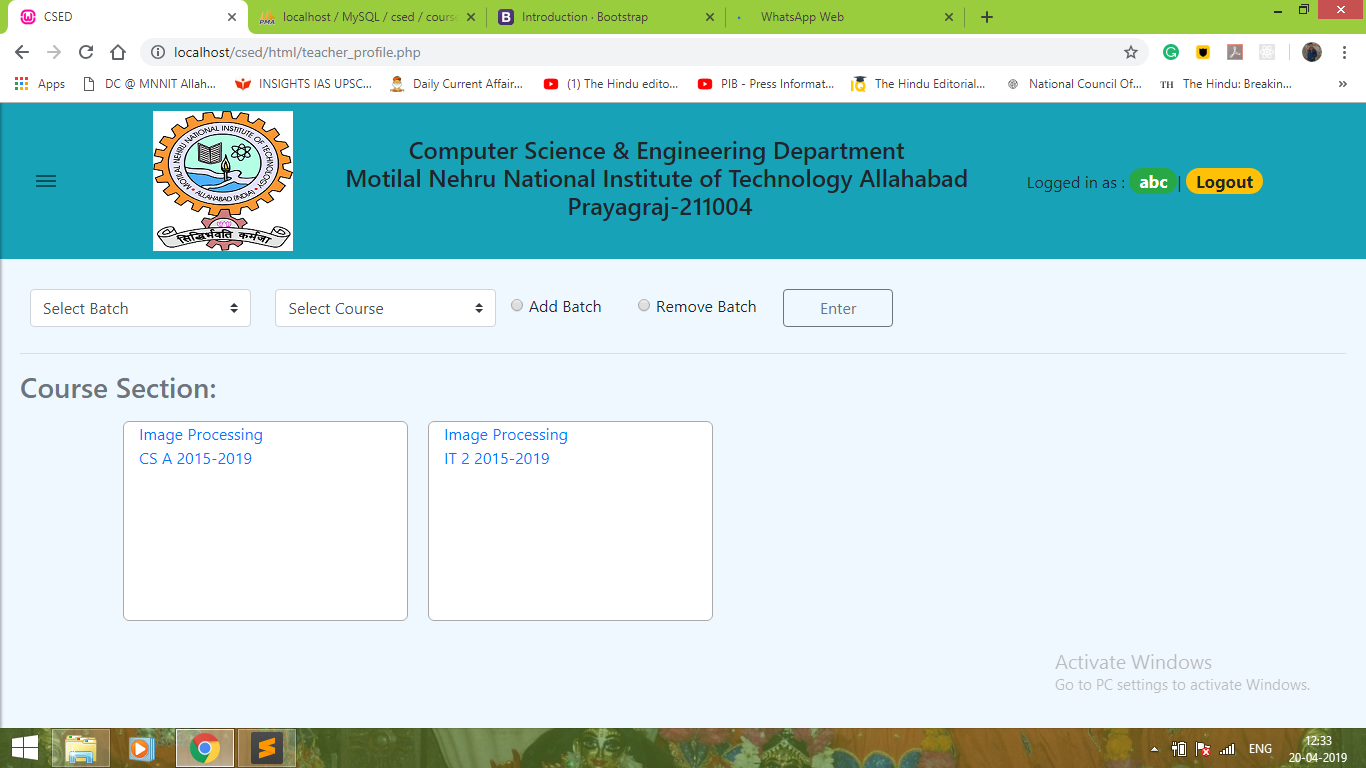 CSED
localhost / MySQL / csed / course
Introduction · Bootstrap
WhatsApp Web
localhost/csed/html/teacher_profile.php
Apps
DC @ MNNIT Allah...
INSIGHTS IAS UPSC...
Daily Current Affair...
(1) The Hindu edito...
PIB - Press Informat...
The Hindu Editorial...
National Council Of...
TH
The Hindu: Breakin...
MOTILAL NEHRU NATIONAL INSTITUTE OF TECHNOLOGY
ALLAHABAD (INDIA)
सिद्धिर्भवति कर्मजा
Computer Science & Engineering Department
Motilal Nehru National Institute of Technology Allahabad
Prayagraj-211004
Logged in as : abc | Logout
Select Batch
Select Course
Add Batch
Remove Batch
Enter
Course Section:
Image Processing
CS A 2015-2019
Image Processing
IT 2 2015-2019
Activate Windows
Go to PC settings to activate Windows.
ENG
12:33
20-04-2019